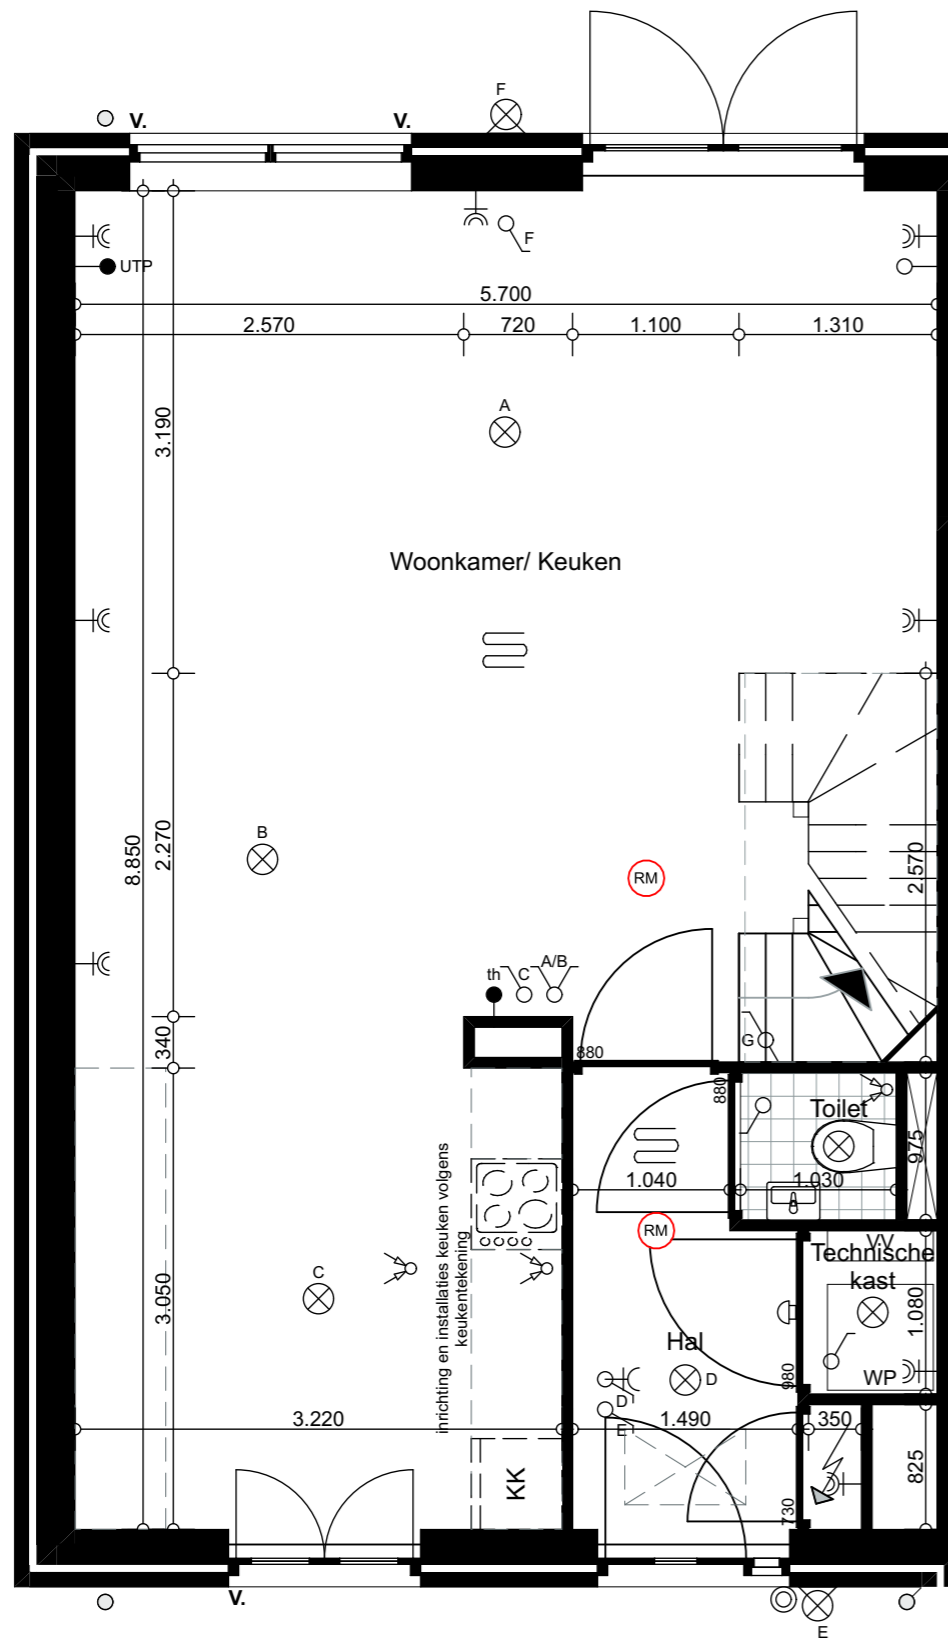 F
V.
V.
F
UTP
5.700
2.570
720
1.100
1.310
A
3.190
Woonkamer/ Keuken
B
8.850
2.270
2.570
RM
th
C
A/B
340
880
G
880
Toilet
975
1.040
1.030
RM
VV
Technische
kast
inrichting en installaties keuken volgens
keukentekening
C
3.050
1.080
Hal
D
980
WP
D
E
3.220
1.490
350
825
KK
730
V.
E